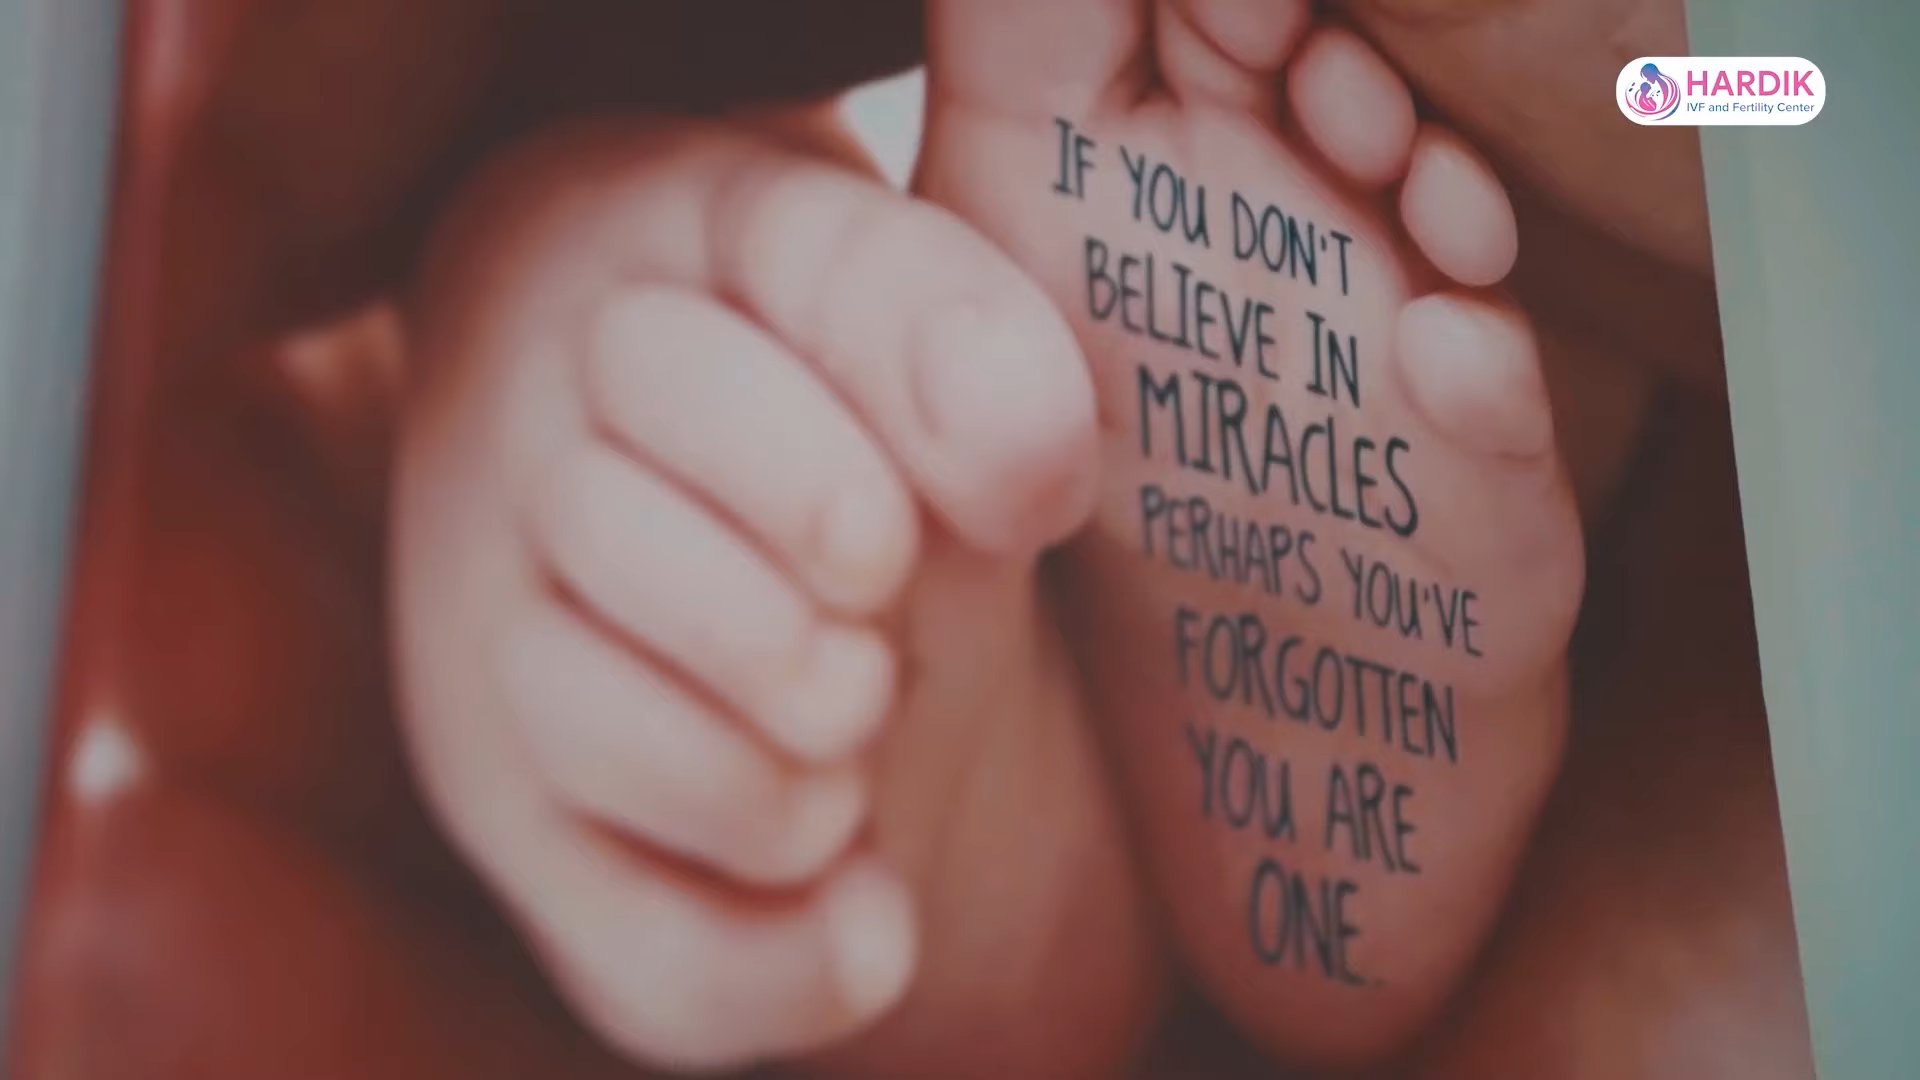 HARDIK
IVF and Fertility Center
IF YOU DON'T
BELIEVE IN
MIRACLES
PERHAPS YOU'VE
FORGOTTEN
YOU ARE
ONE.